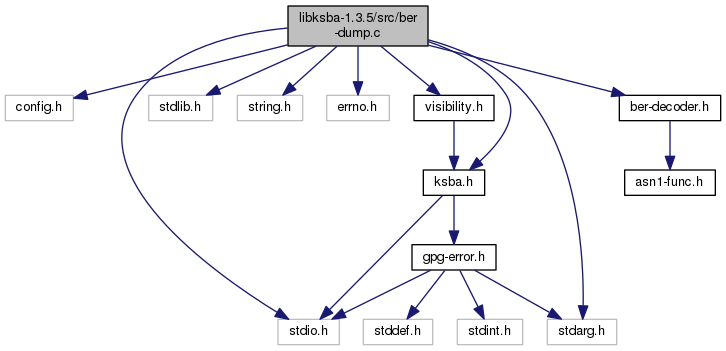 libksba-1.3.5/src/ber
-dump.c
config.h
stdlib.h
string.h
errno.h
visibility.h
ber-decoder.h
ksba.h
asn1-func.h
gpg-error.h
stdio.h
stddef.h
stdint.h
stdarg.h